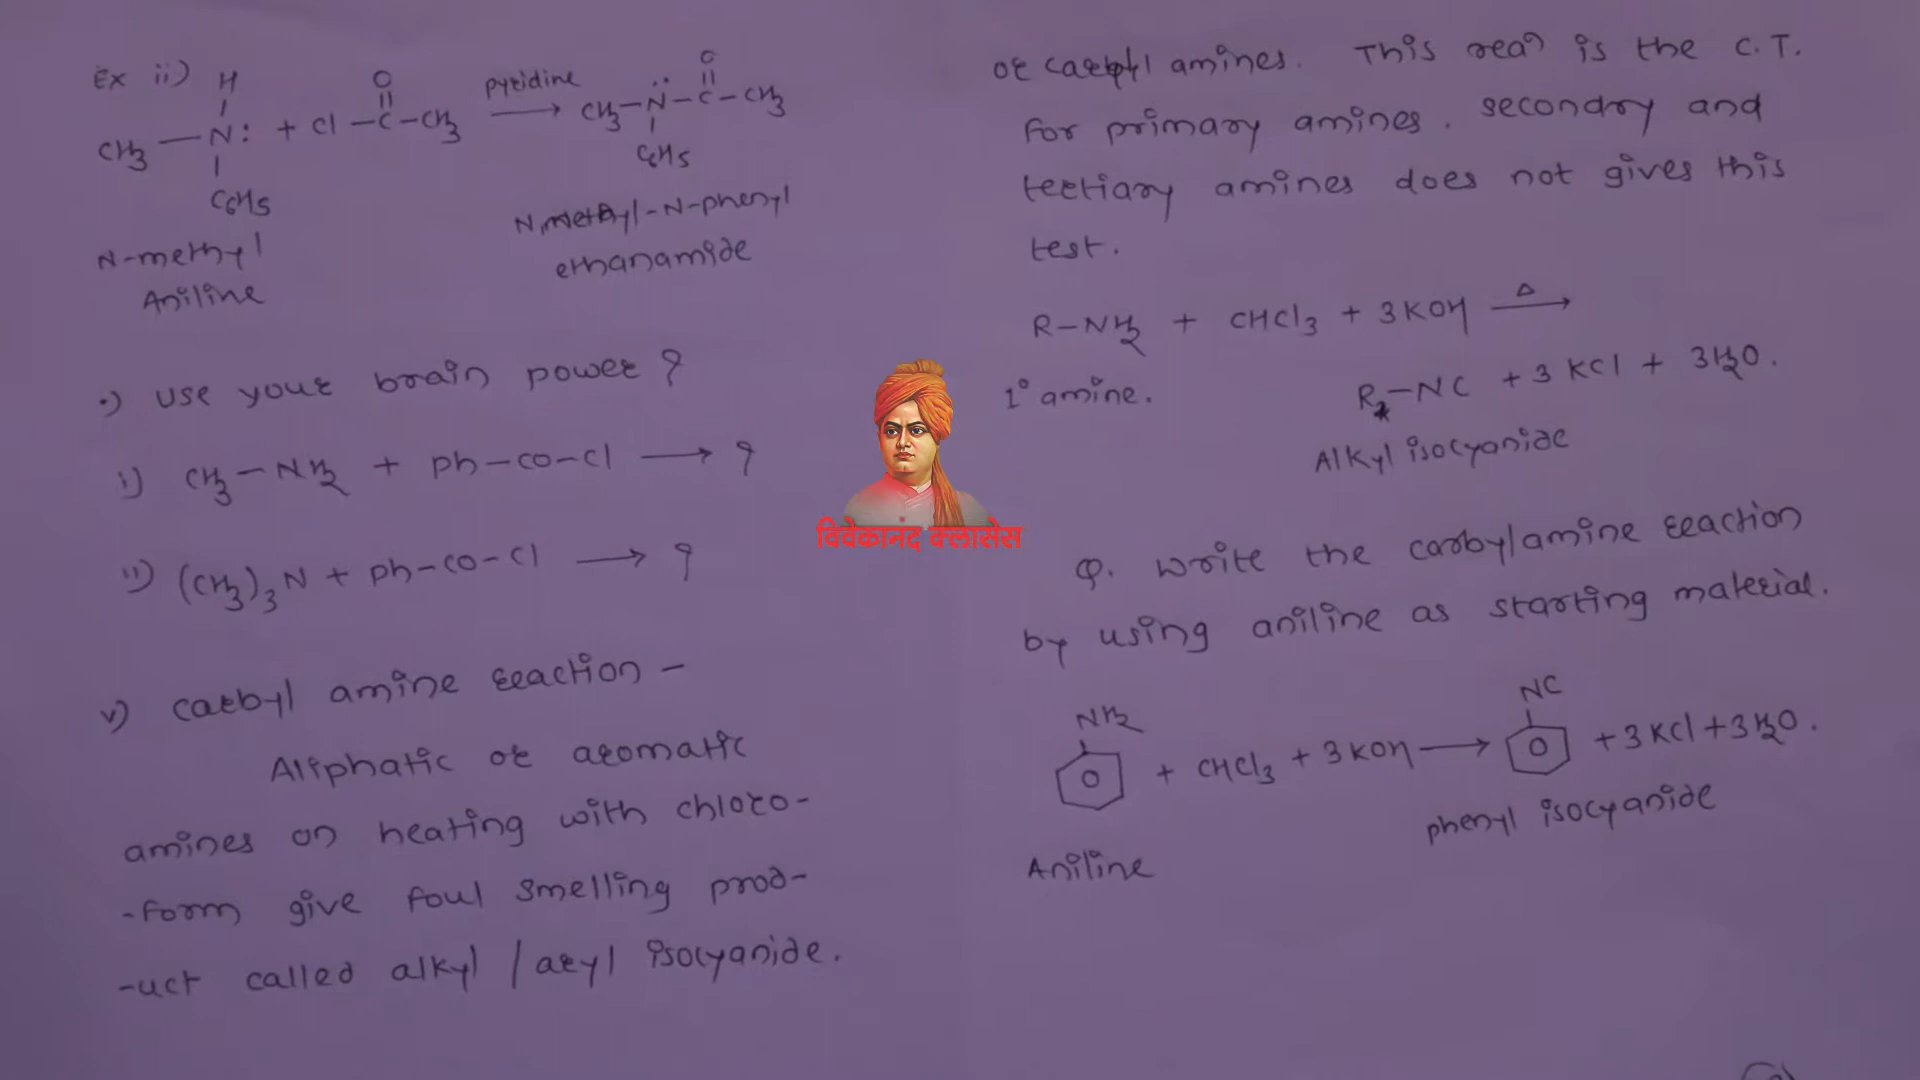 Ex ii)
H
CH3 — N: + Cl — C — CH3 pyridine → CH3 — N̈ — C — CH3
O
O
C6H5
C6H5
N-methyl
Aniline
N-methyl-N-phenyl
ethanamide
•) use your brain power ?
i) CH3 — NH2 + ph-co-cl ⟶ ?
ii) (CH3)3N + ph-co-cl ⟶ ?
v) carbyl amine reaction —
Aliphatic or aromatic
amines on heating with chloro-
-form give foul smelling prod-
-uct called alkyl / aryl isocyanide.
or amines. This rean is the C.T.
for primary amines. secondry and
tertiary amines does not gives this
test.
R-NH2 + CHCl3 + 3KOH Δ⟶
R-NC + 3 KCl + 3H2O.
1° amine.
Alkyl isocyanide
विवेकानंद क्लासेस
Q. Write the carbylamine reaction
by using aniline as starting material.
NH2
NC
+ CHCl3 + 3KOH ⟶ + 3KCl + 3H2O.
Aniline
phenyl isocyanide